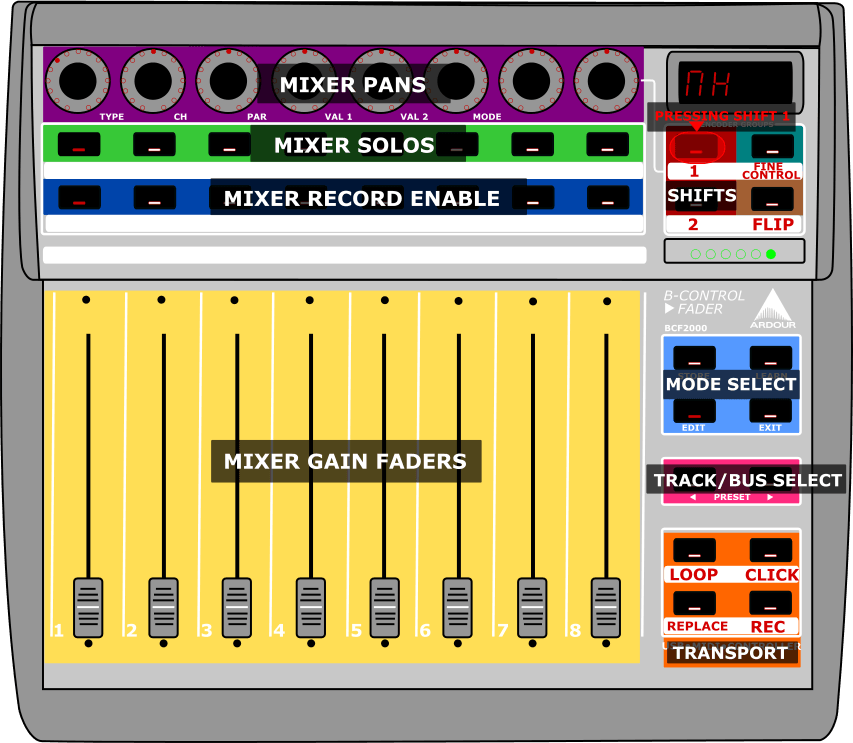 MIXER PANS
ПH
TYPE CH PAR VAL 1 VAL 2 MODE
PRESSING SHIFT 1
ENCODER GROUPS
MIXER SOLOS
1 FINE CONTROL
MIXER RECORD ENABLE
SHIFTS
2 FLIP
B-CONTROL
FADER
ARDOUR
BCF2000
STORE LEARN
MODE SELECT
EDIT EXIT
MIXER GAIN FADERS
TRACK/BUS SELECT
PRESET
LOOP CLICK
1 2 3 4 5 6 7 8
REPLACE REC
TRANSPORT